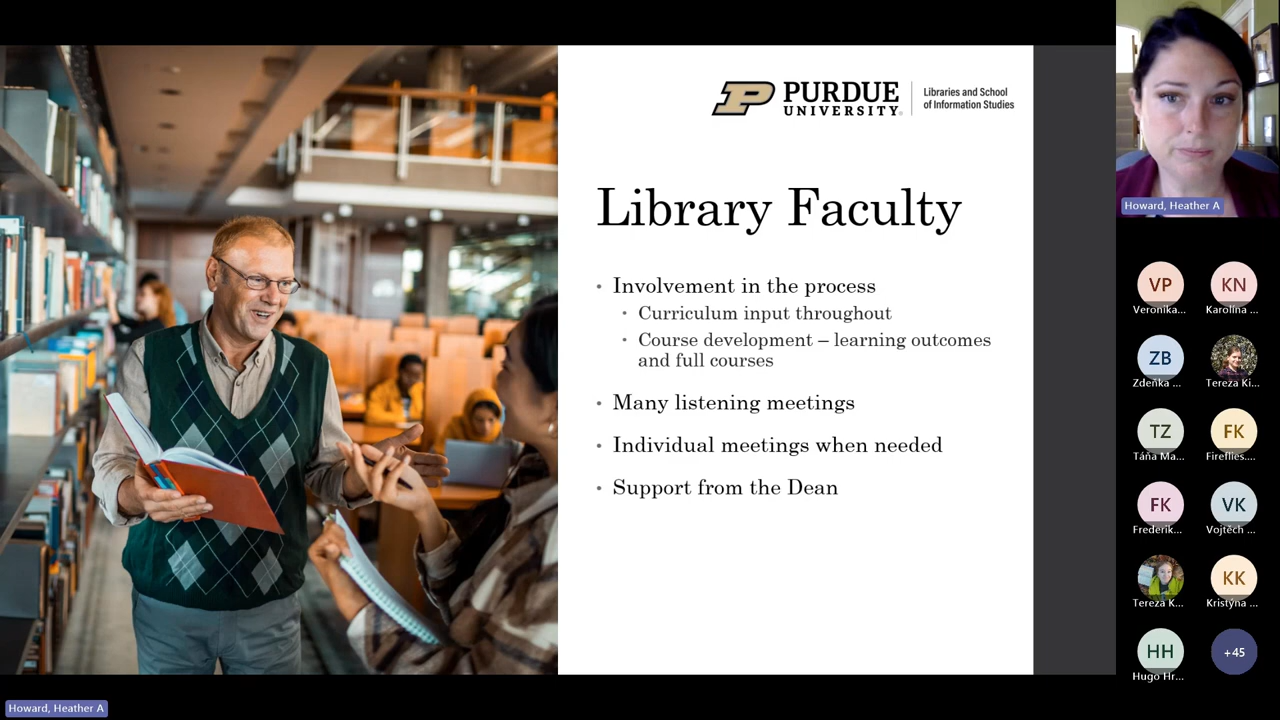 PURDUE
UNIVERSITY®
Libraries and School
of Information Studies
Library Faculty
• Involvement in the process
• Curriculum input throughout
• Course development – learning outcomes
and full courses
• Many listening meetings
• Individual meetings when needed
• Support from the Dean
Howard, Heather A
VP
Veronika...
KN
Karolína ...
ZB
Zdeňka ...
Tereza Ki...
TZ
Táňa Ma...
FK
Fireflies....
FK
Frederik...
VK
Vojtěch ...
Tereza K...
KK
Kristýna ...
HH
Hugo Hr...
+45
Howard, Heather A